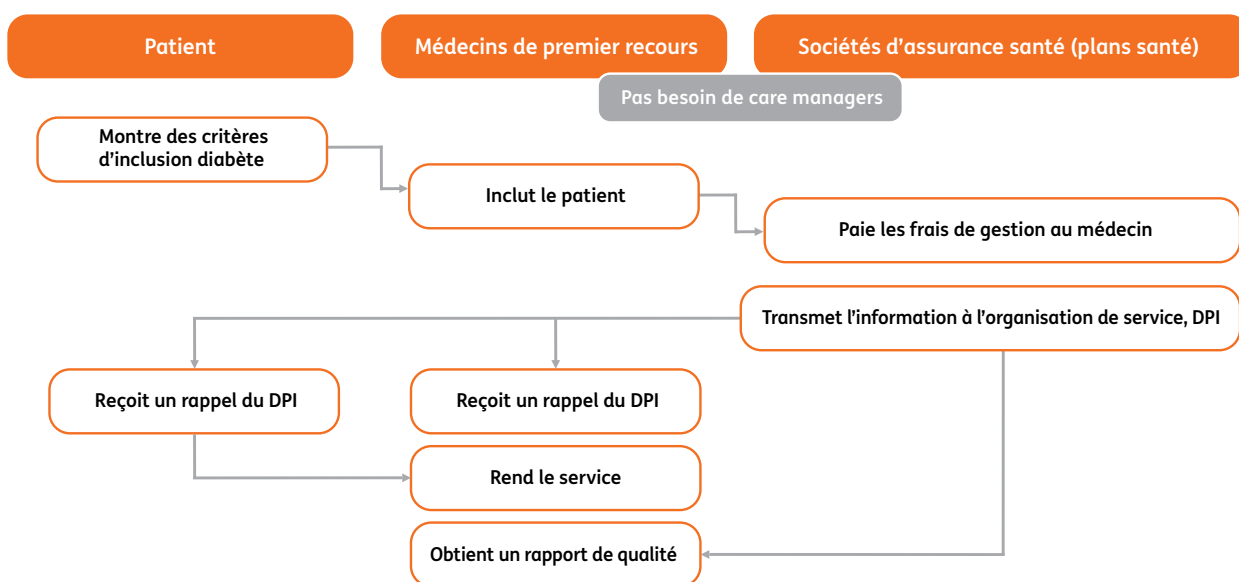 Patient
Médecins de premier recours
Sociétés d'assurance santé (plans santé)
Pas besoin de care managers
Montre des critères
d'inclusion diabète
Inclut le patient
Paie les frais de gestion au médecin
Transmet l'information à l'organisation de service, DPI
Reçoit un rappel du DPI
Reçoit un rappel du DPI
Rend le service
Obtient un rapport de qualité